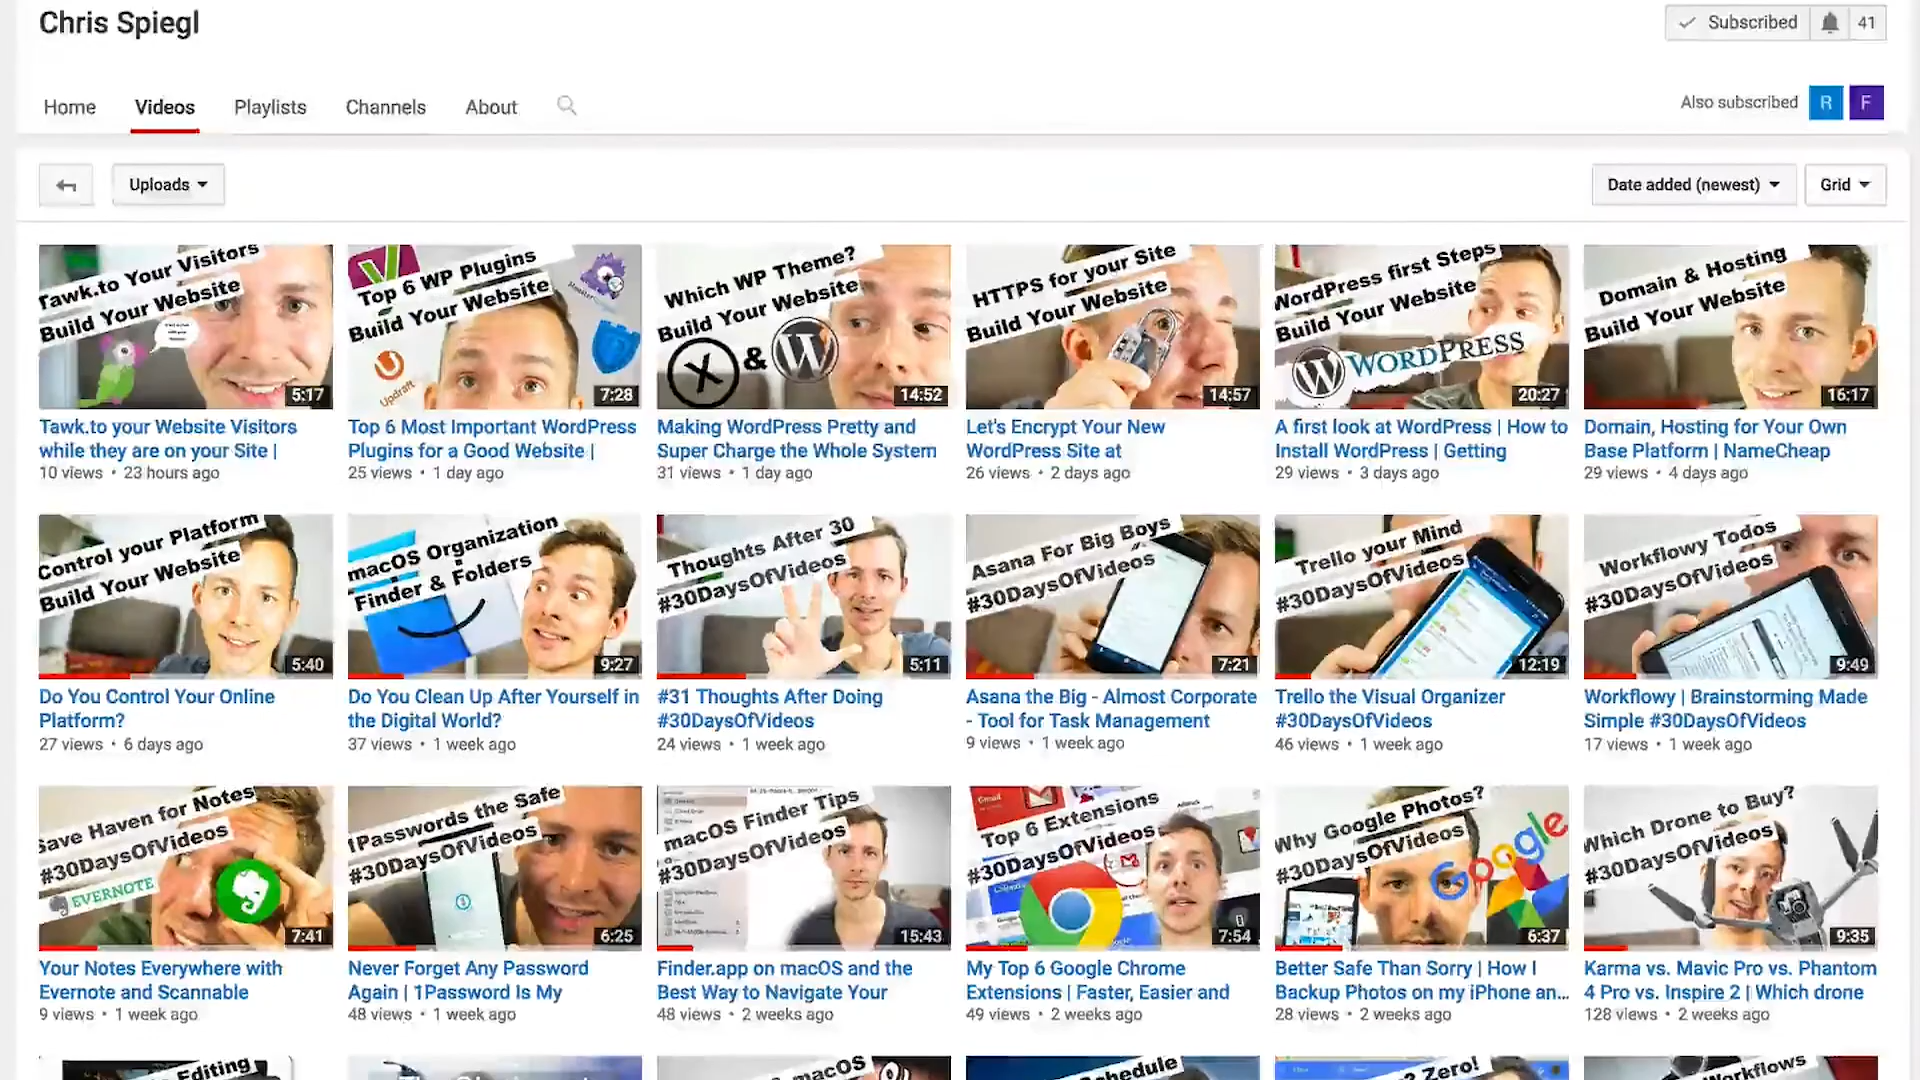 Chris Spiegl
Subscribed 41
Home Videos Playlists Channels About
Also subscribed R F
Uploads
Date added (newest) Grid
Tawk.to Your Visitors
Build Your Website
5:17
Top 6 WP Plugins
Build Your Website
Updraft
7:28
Which WP Theme?
Build Your Website
X & W
14:52
HTTPS for your Site
Build Your Website
14:57
WordPress first Steps
Build Your Website
WORDPRESS
20:27
Domain & Hosting
Build Your Website
16:17
Tawk.to your Website Visitors
while they are on your Site |
10 views • 23 hours ago
Top 6 Most Important WordPress
Plugins for a Good Website |
25 views • 1 day ago
Making WordPress Pretty and
Super Charge the Whole System
31 views • 1 day ago
Let's Encrypt Your New
WordPress Site at
26 views • 2 days ago
A first look at WordPress | How to
Install WordPress | Getting
29 views • 3 days ago
Domain, Hosting for Your Own
Base Platform | NameCheap
29 views • 4 days ago
Control your Platform
Build Your Website
5:40
macOS Organization
Finder & Folders
9:27
Thoughts After 30
#30DaysOfVideos
5:11
Asana For Big Boys
#30DaysOfVideos
7:21
Trello your Mind
#30DaysOfVideos
12:19
Workflowy Todos
#30DaysOfVideos
9:49
Do You Control Your Online
Platform?
27 views • 6 days ago
Do You Clean Up After Yourself in
the Digital World?
37 views • 1 week ago
#31 Thoughts After Doing
#30DaysOfVideos
24 views • 1 week ago
Asana the Big - Almost Corporate
- Tool for Task Management
9 views • 1 week ago
Trello the Visual Organizer
#30DaysOfVideos
46 views • 1 week ago
Workflowy | Brainstorming Made
Simple #30DaysOfVideos
17 views • 1 week ago
Save Haven for Notes
#30DaysOfVideos
EVERNOTE
7:41
1Passwords the Safe
#30DaysOfVideos
6:25
macOS Finder Tips
#30DaysOfVideos
15:43
Top 6 Extensions
#30DaysOfVideos
7:54
Why Google Photos?
#30DaysOfVideos
Google
6:37
Which Drone to Buy?
#30DaysOfVideos
9:35
Your Notes Everywhere with
Evernote and Scannable
9 views • 1 week ago
Never Forget Any Password
Again | 1Password Is My
48 views • 1 week ago
Finder.app on macOS and the
Best Way to Navigate Your
48 views • 2 weeks ago
My Top 6 Google Chrome
Extensions | Faster, Easier and
49 views • 2 weeks ago
Better Safe Than Sorry | How I
Backup Photos on my iPhone an...
28 views • 2 weeks ago
Karma vs. Mavic Pro vs. Phantom
4 Pro vs. Inspire 2 | Which drone
128 views • 2 weeks ago
Editing
macOS
Schedule
Zero!
Workflows